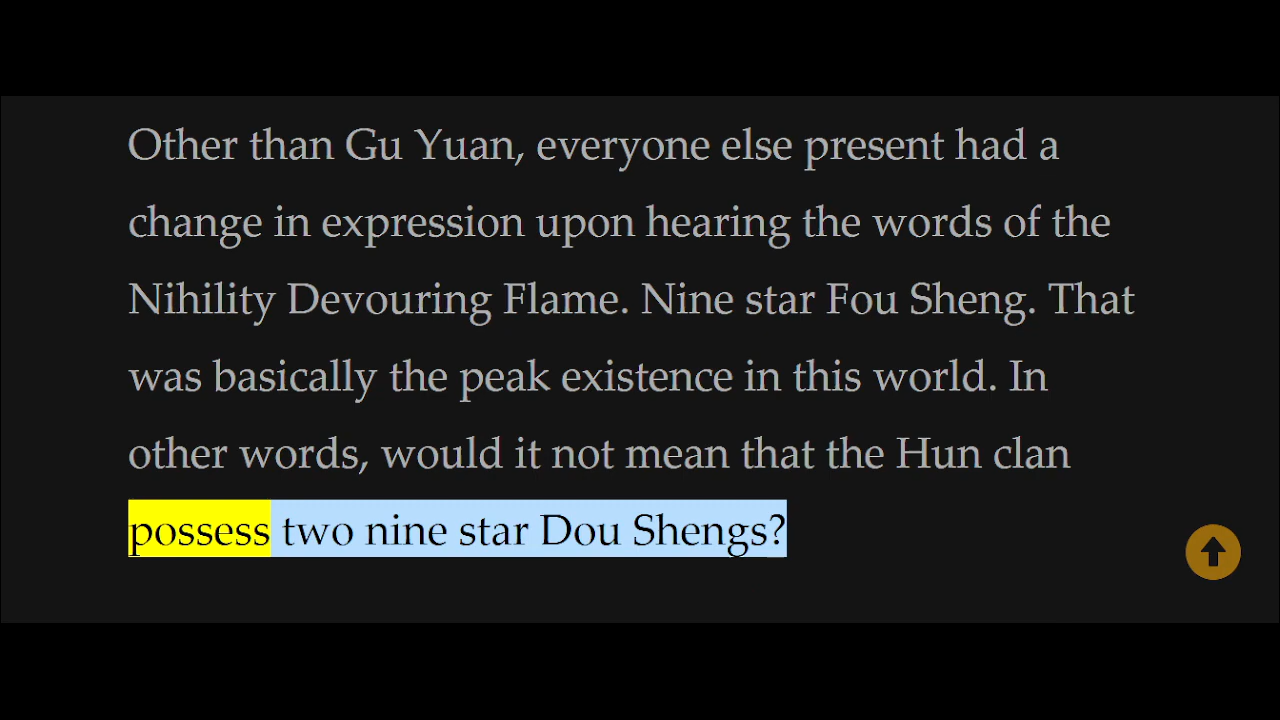 Other than Gu Yuan, everyone else present had a
change in expression upon hearing the words of the
Nihility Devouring Flame. Nine star Fou Sheng. That
was basically the peak existence in this world. In
other words, would it not mean that the Hun clan
possess two nine star Dou Shengs?